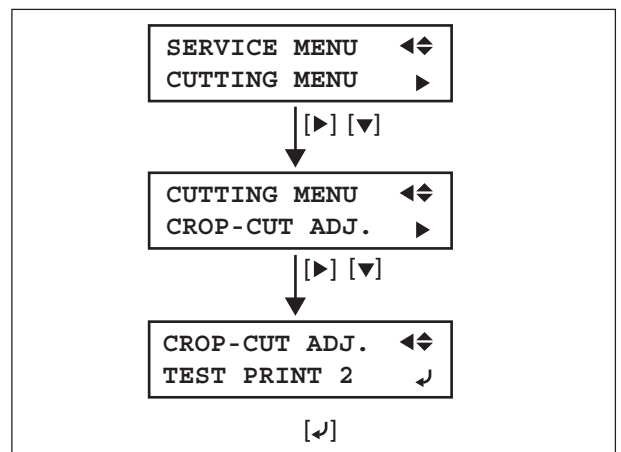 SERVICE MENU ◀◆
CUTTING MENU ▶
[▶] [▼]
CUTTING MENU ◀◆
CROP-CUT ADJ. ▶
[▶] [▼]
CROP-CUT ADJ. ◀◆
TEST PRINT 2 ↵
[↵]